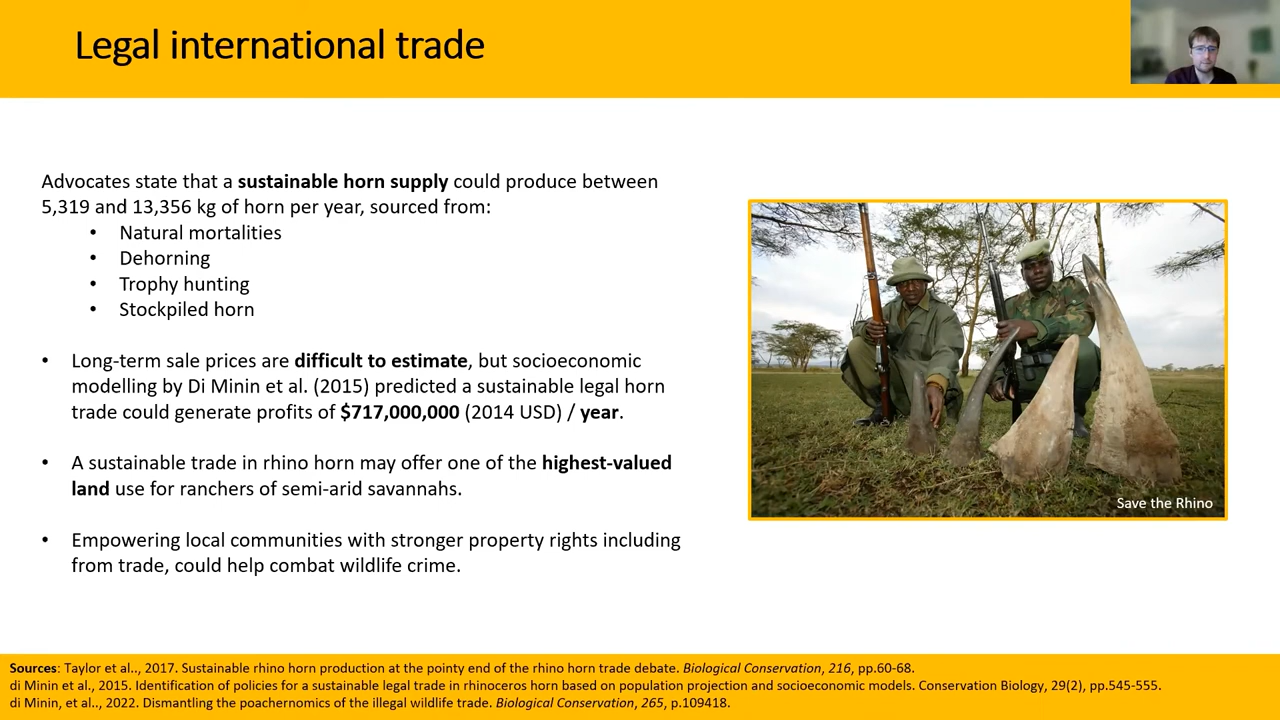 Legal international trade
Advocates state that a sustainable horn supply could produce between
5,319 and 13,356 kg of horn per year, sourced from:
• Natural mortalities
• Dehorning
• Trophy hunting
• Stockpiled horn
• Long-term sale prices are difficult to estimate, but socioeconomic
modelling by Di Minin et al. (2015) predicted a sustainable legal horn
trade could generate profits of $717,000,000 (2014 USD) / year.
• A sustainable trade in rhino horn may offer one of the highest-valued
land use for ranchers of semi-arid savannahs.
• Empowering local communities with stronger property rights including
from trade, could help combat wildlife crime.
Save the Rhino
Sources: Taylor et al.., 2017. Sustainable rhino horn production at the pointy end of the rhino horn trade debate. Biological Conservation, 216, pp.60-68.
di Minin et al., 2015. Identification of policies for a sustainable legal trade in rhinoceros horn based on population projection and socioeconomic models. Conservation Biology, 29(2), pp.545-555.
di Minin, et al.., 2022. Dismantling the poachernomics of the illegal wildlife trade. Biological Conservation, 265, p.109418.